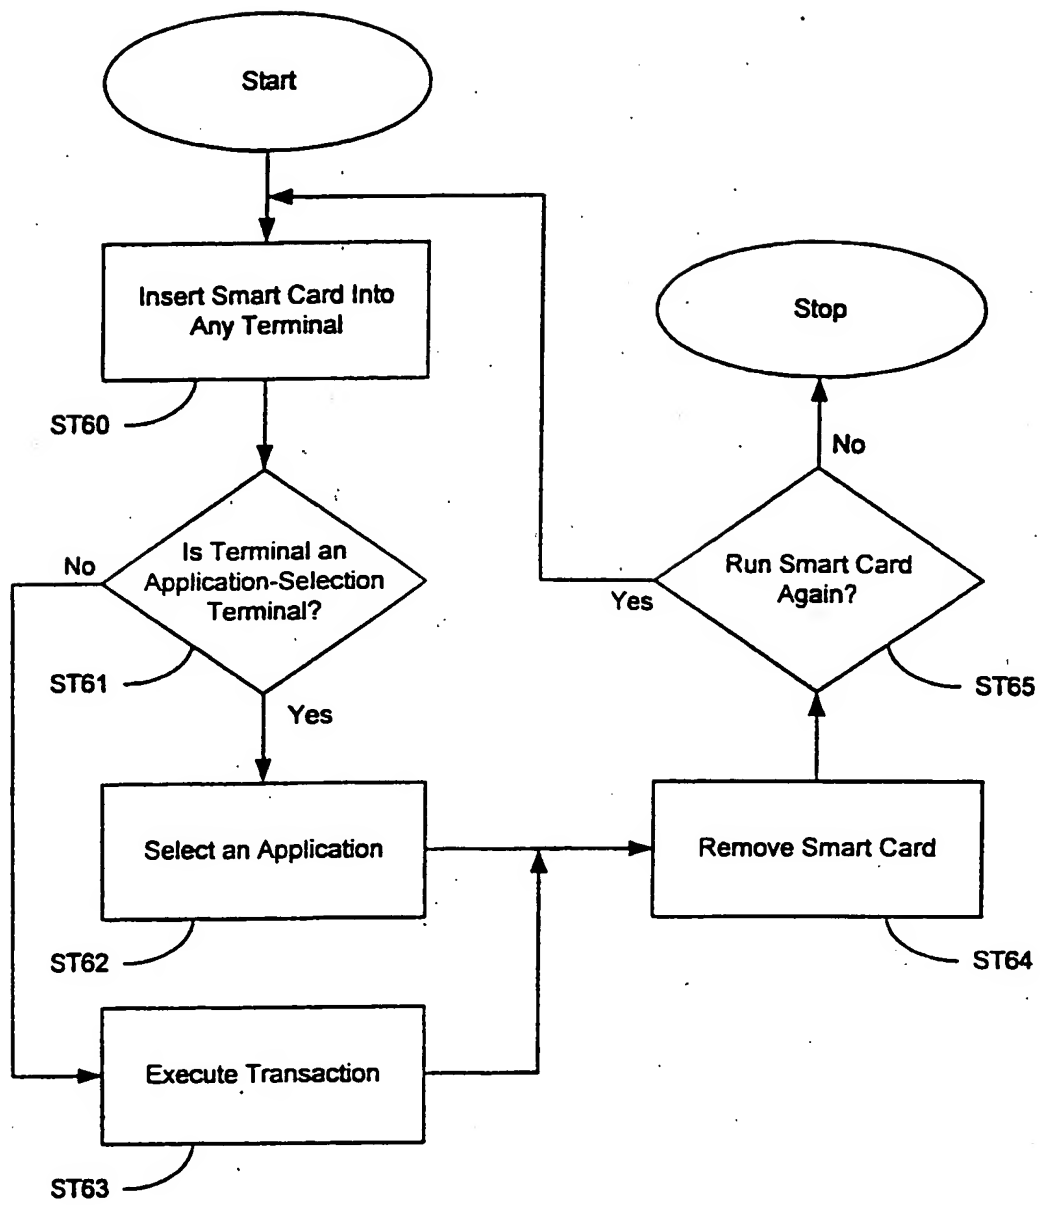 Start
Insert Smart Card Into
Any Terminal
ST60
Is Terminal an
Application-Selection
Terminal?
No
ST61
Yes
Select an Application
ST62
Execute Transaction
ST63
Remove Smart Card
ST64
Run Smart Card
Again?
Yes
ST65
No
Stop